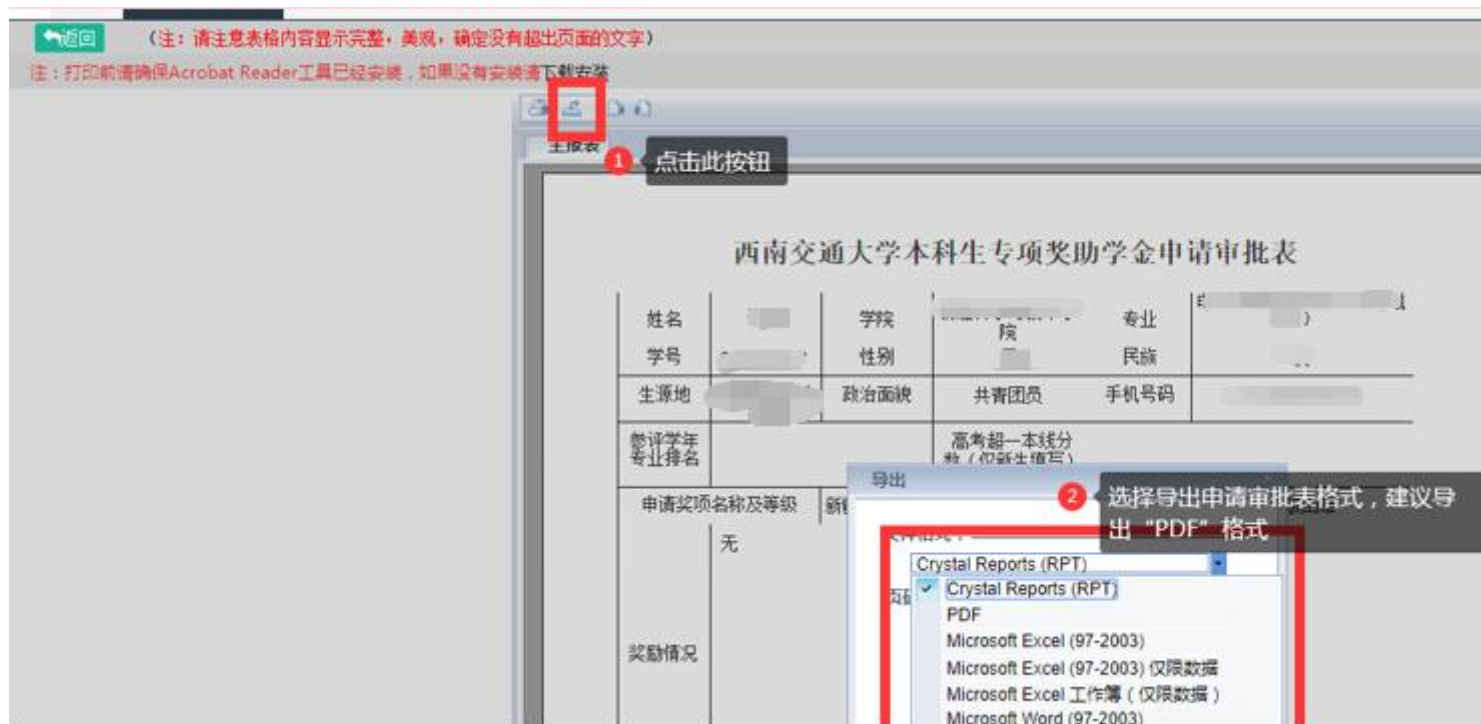 返回 （注：请注意表格内容显示完整，美观，确定没有超出页面的文字）
注：打印前请确保Acrobat Reader工具已经安装，如果没有安装请下载安装
主报表
1 点击此按钮
西南交通大学本科生专项奖助学金申请审批表
姓名 学院 院 专业 ）
学号 性别 民族
生源地 政治面貌 共青团员 手机号码
参评学年专业排名 高考超一本线分数（仅新生填写）
导出
2 选择导出申请审批表格式，建议导出“PDF”格式
申请奖项名称及等级
无
Crystal Reports (RPT)
Crystal Reports (RPT)
PDF
Microsoft Excel (97-2003)
奖励情况
Microsoft Excel (97-2003) 仅限数据
Microsoft Excel 工作簿（仅限数据）
Microsoft Word (97-2003)